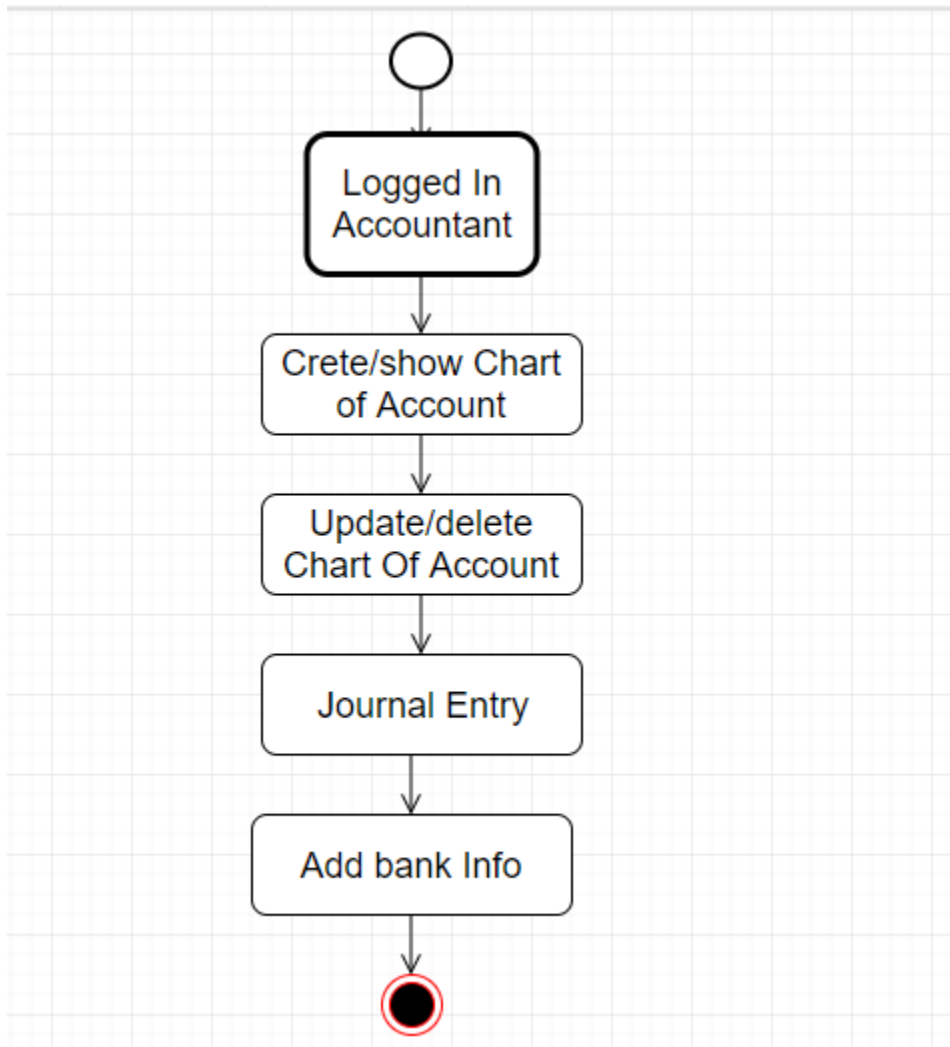 Logged In
Accountant
Crete/show Chart
of Account
Update/delete
Chart Of Account
Journal Entry
Add bank Info